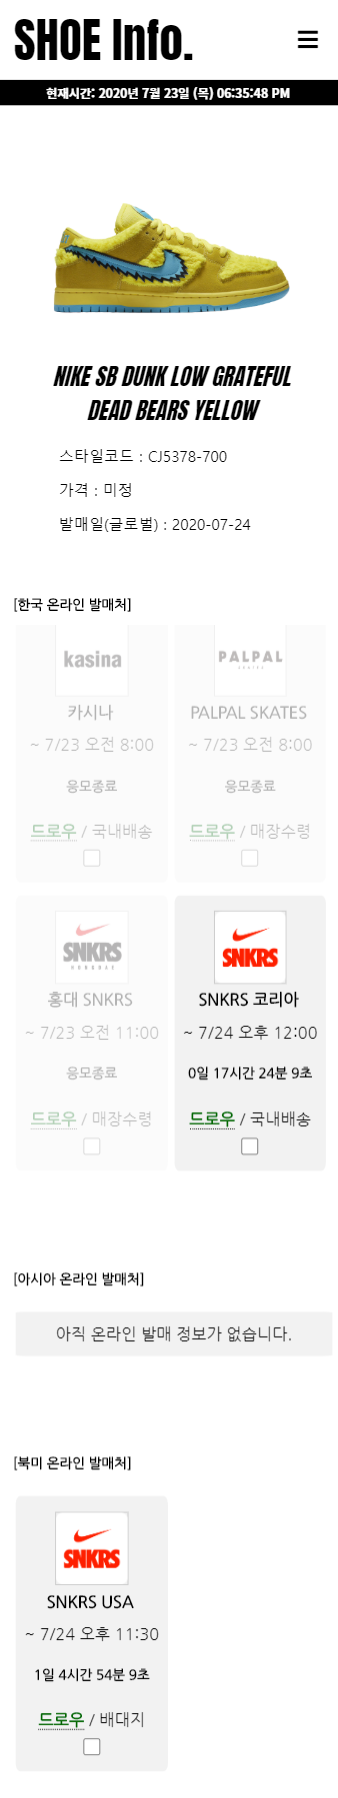 SHOE Info.
현재시간: 2020년 7월 23일 (목) 06:35:48 PM
NIKE SB DUNK LOW GRATEFUL
DEAD BEARS YELLOW
스타일코드 : CJ5378-700
가격 : 미정
발매일(글로벌) : 2020-07-24
[한국 온라인 발매처]
kasina
카시나
~ 7/23 오전 8:00
응모종료
드로우 / 국내배송
PALPAL
SKATES
PALPAL SKATES
~ 7/23 오전 8:00
응모종료
드로우 / 매장수령
SNKRS
HONGDAE
홍대 SNKRS
~ 7/23 오전 11:00
응모종료
드로우 / 매장수령
SNKRS
SNKRS 코리아
~ 7/24 오후 12:00
0일 17시간 24분 9초
드로우 / 국내배송
[아시아 온라인 발매처]
아직 온라인 발매 정보가 없습니다.
[북미 온라인 발매처]
SNKRS
SNKRS USA
~ 7/24 오후 11:30
1일 4시간 54분 9초
드로우 / 배대지